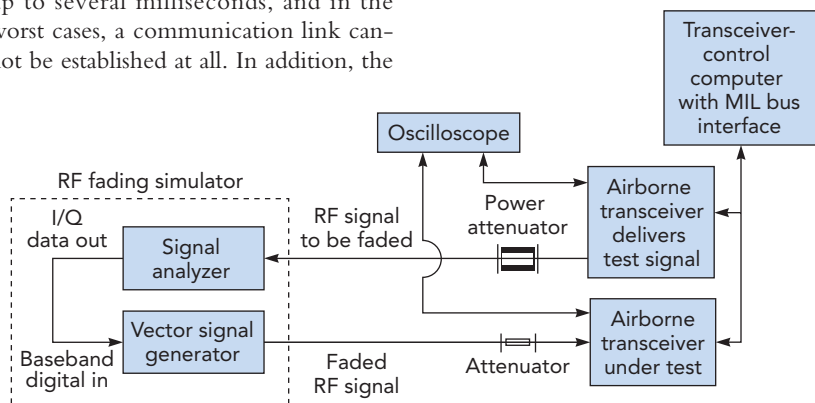 up to several milliseconds, and in the
worst cases, a communication link can-
not be established at all. In addition, the
Transceiver-
control
computer
with MIL bus
interface
Oscilloscope
RF fading simulator
I/Q
data out
Signal
analyzer
RF signal
to be faded
Power
attenuator
Airborne
transceiver
delivers
test signal
Vector signal
generator
Baseband
digital in
Faded
RF signal
Attenuator
Airborne
transceiver
under test